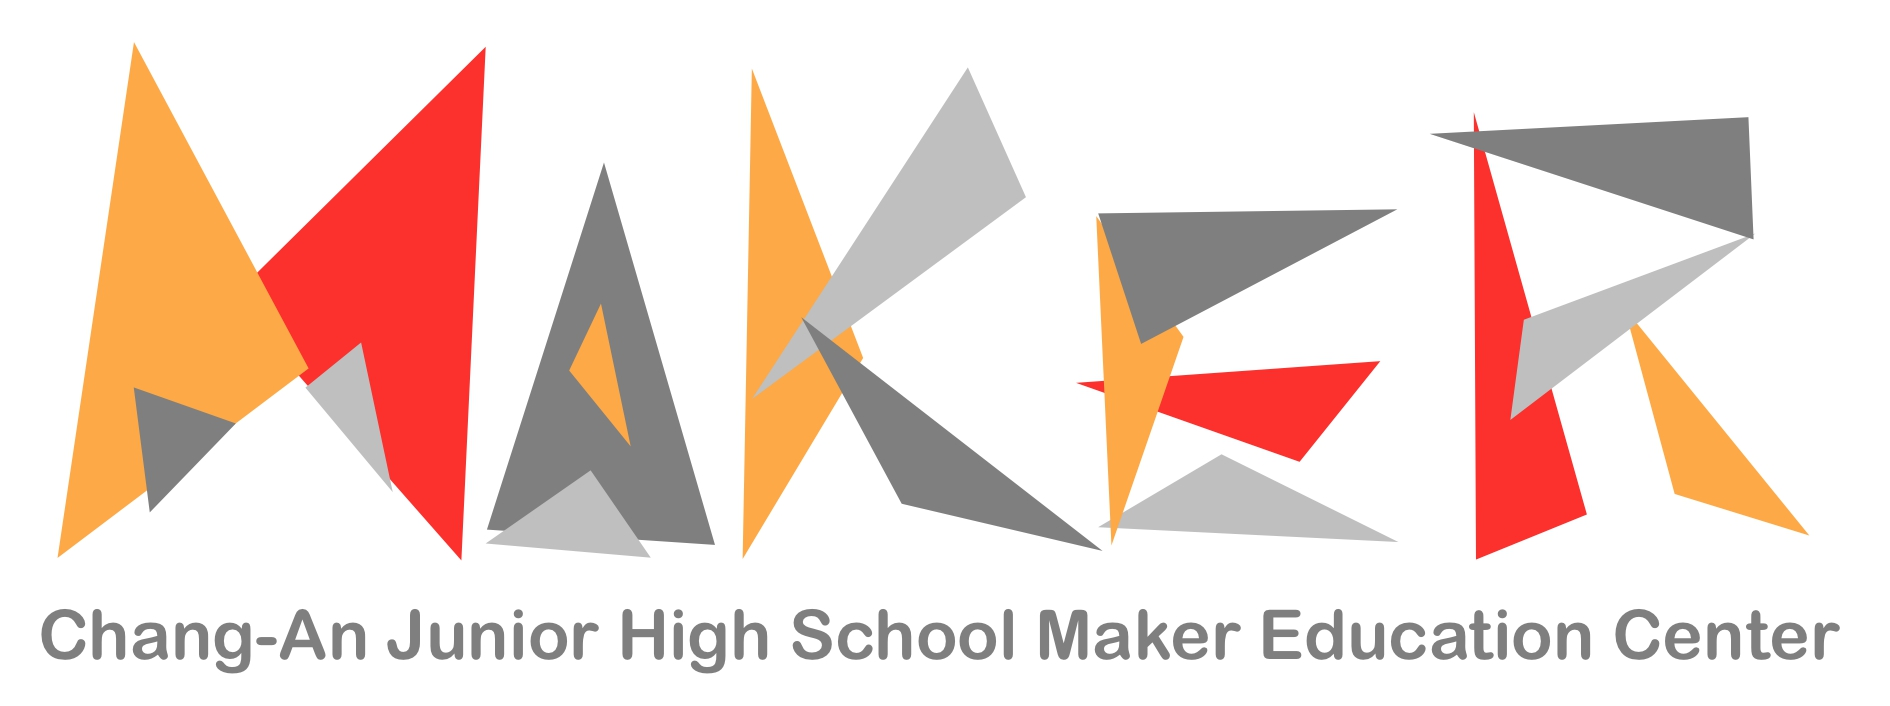 MaKeR
Chang-An Junior High School Maker Education Center